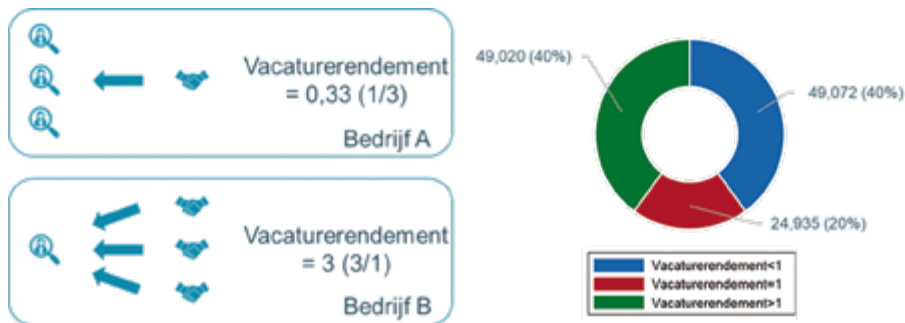 Vacaturerendement
= 0,33 (1/3)
Bedrijf A
Vacaturerendement
= 3 (3/1)
Bedrijf B
49,020 (40%)
49,072 (40%)
24,935 (20%)
Vacaturerendement<1
Vacaturerendement=1
Vacaturerendement>1